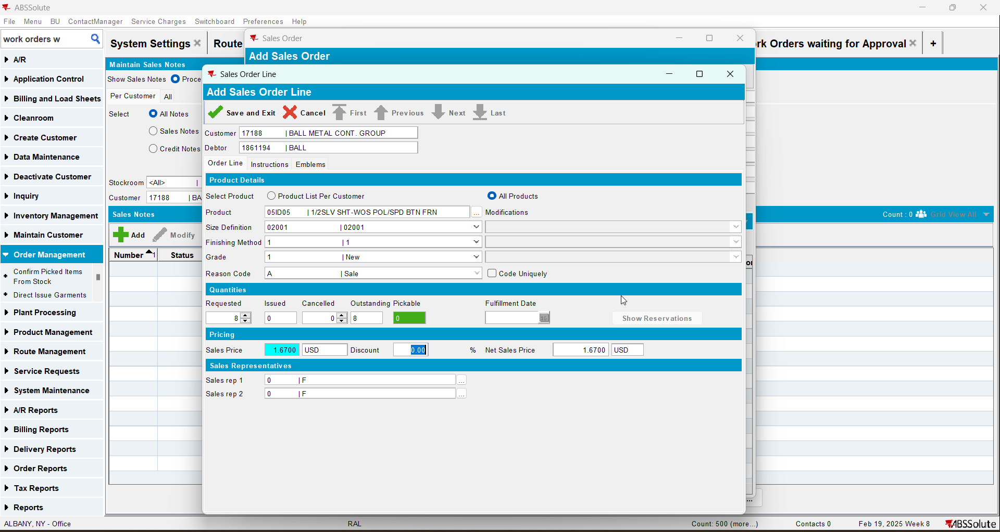 ABSSolute
File Menu BU ContactManager Service Charges Switchboard Preferences Help
work orders w
System Settings
Route
Sales Order
rk Orders waiting for Approval
+
Add Sales Order
Maintain Sales Notes
Show Sales Notes Proce
Per Customer All
Select All Notes
Sales Notes
Credit Notes
Stockroom <All> |
Customer 17188 | BA
Sales Notes
Count : 0 Grid View All
Add Modify
Number 1 Status
A/R
Application Control
Billing and Load Sheets
Cleanroom
Create Customer
Data Maintenance
Deactivate Customer
Inquiry
Inventory Management
Maintain Customer
Order Management
Confirm Picked Items
From Stock
Direct Issue Garments
Plant Processing
Product Management
Route Management
Service Requests
System Maintenance
A/R Reports
Billing Reports
Delivery Reports
Order Reports
Tax Reports
Reports
Sales Order Line
Add Sales Order Line
Save and Exit Cancel First Previous Next Last
Customer 17188 | BALL METAL CONT. GROUP
Debtor 1861194 | BALL
Order Line Instructions Emblems
Product Details
Select Product Product List Per Customer All Products
Product 05ID05 | 1/2SLV SHT-WOS POL/SPD BTN FRN ... Modifications
Size Definition 02001 | 02001
Finishing Method 1 | 1
Grade 1 | New
Reason Code A | Sale Code Uniquely
Quantities
Requested Issued Cancelled Outstanding Pickable Fulfillment Date
8 0 0 8 0 15 Show Reservations
Pricing
Sales Price 1.6700 USD Discount 0.00 % Net Sales Price 1.6700 USD
Sales Representatives
Sales rep 1 0 | F ...
Sales rep 2 0 | F ...
...
ALBANY, NY - Office RAL Count: 500 (more...) Contacts 0 Feb 19, 2025 Week 8 ABSSolute